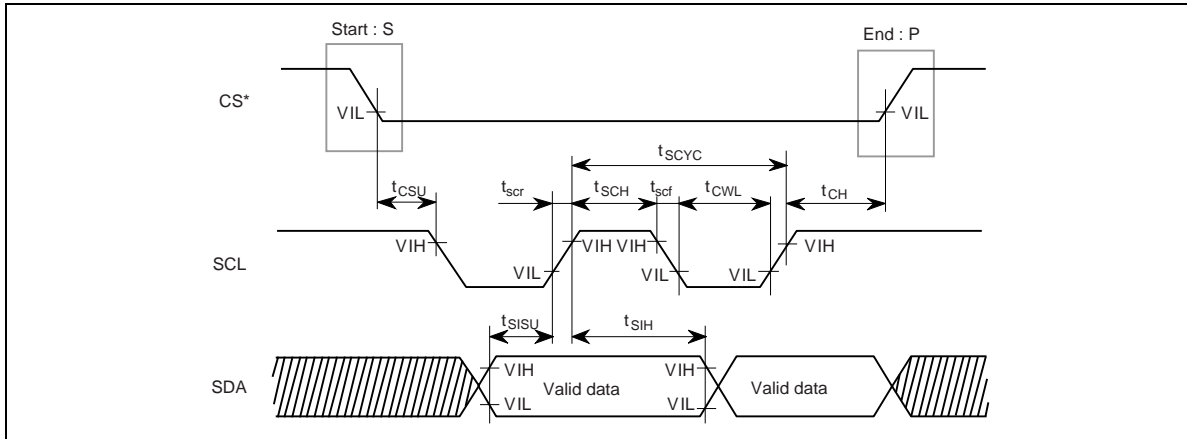 Start : S
End : P
CS*
VIL
VIL
tSCYC
tCSU
tscr
tSCH
tscf
tCWL
tCH
VIH
VIH
VIH
VIH
SCL
VIL
VIL
VIL
tSISU
tSIH
VIH
VIH
SDA
Valid data
Valid data
VIL
VIL